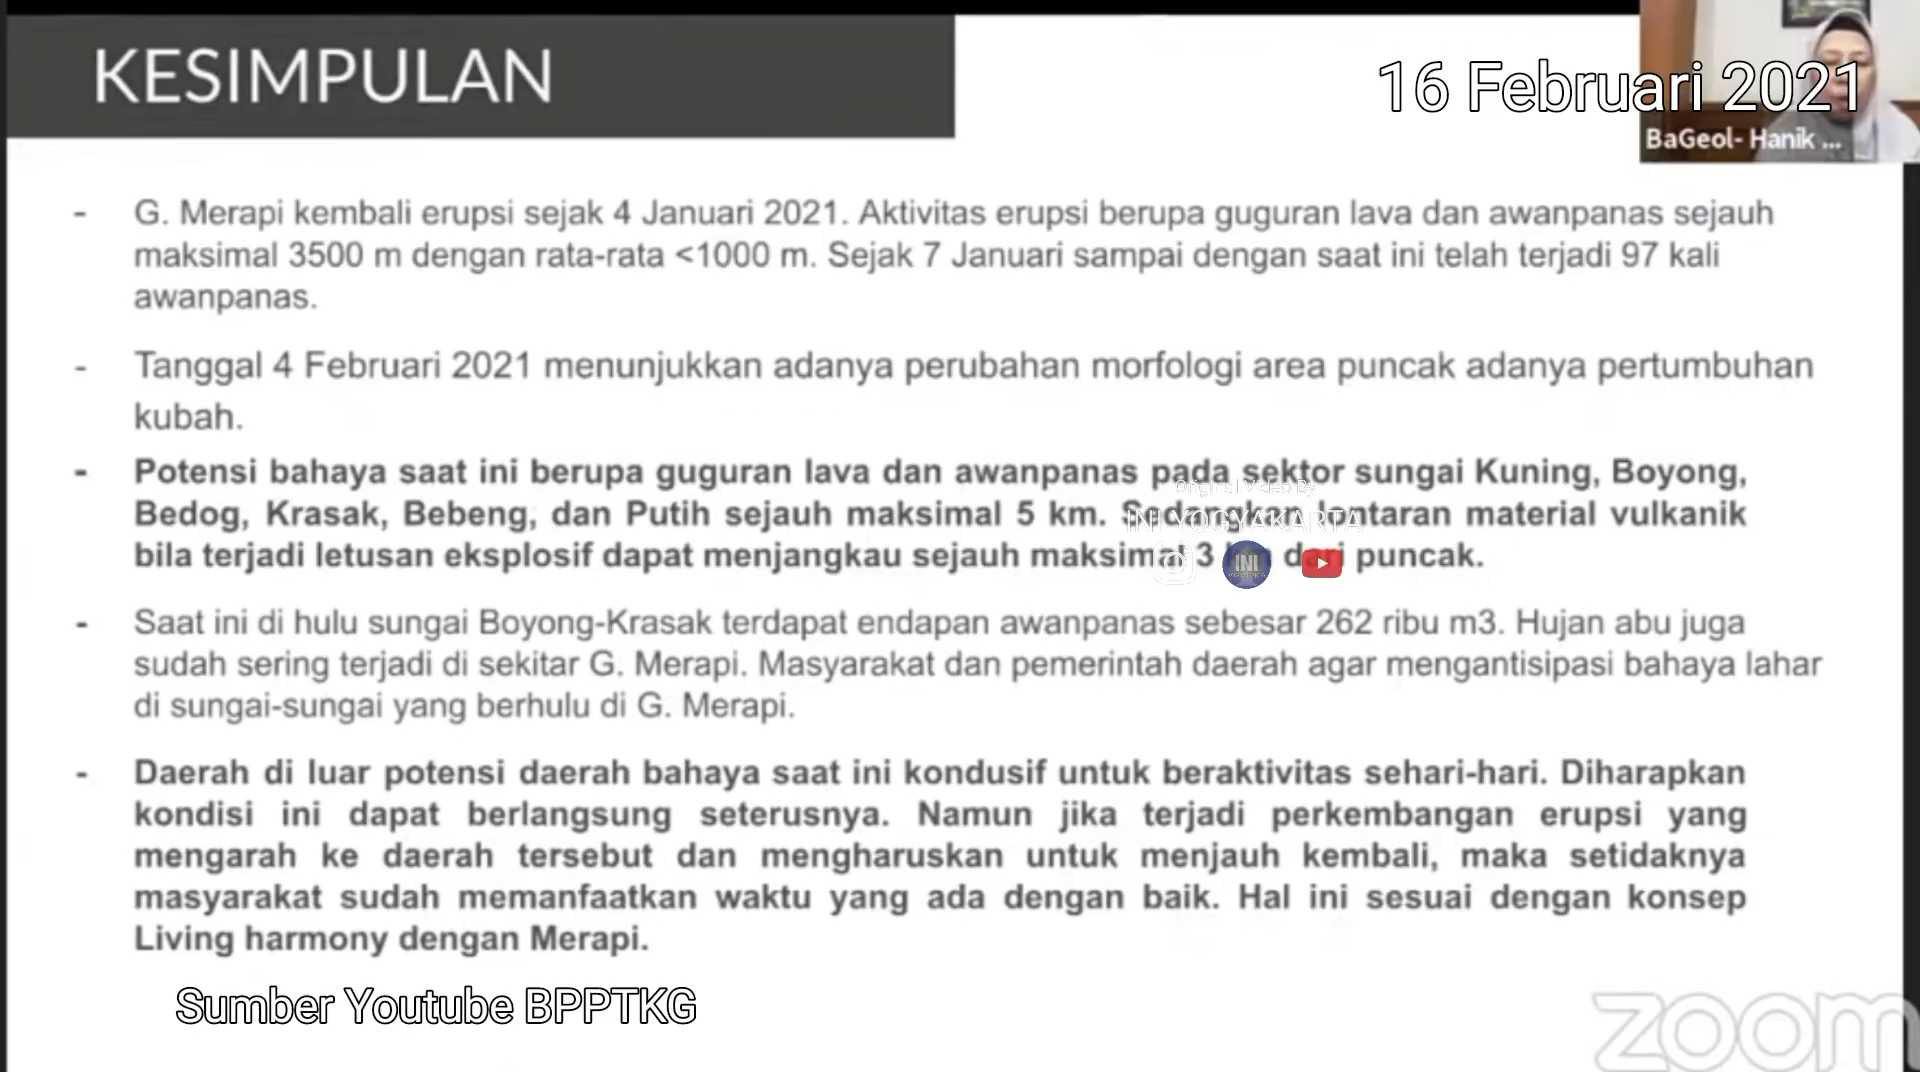 KESIMPULAN
16 Februari 2021
BaGeol- Hanik ...
- G. Merapi kembali erupsi sejak 4 Januari 2021. Aktivitas erupsi berupa guguran lava dan awanpanas sejauh
maksimal 3500 m dengan rata-rata <1000 m. Sejak 7 Januari sampai dengan saat ini telah terjadi 97 kali
awanpanas.
- Tanggal 4 Februari 2021 menunjukkan adanya perubahan morfologi area puncak adanya pertumbuhan
kubah.
- Potensi bahaya saat ini berupa guguran lava dan awanpanas pada sektor sungai Kuning, Boyong,
Bedog, Krasak, Bebeng, dan Putih sejauh maksimal 5 km. Sedangkan lontaran material vulkanik
bila terjadi letusan eksplosif dapat menjangkau sejauh maksimal 3 km dari puncak.
Original Video By
INI YOGYAKARTA
INI
- Saat ini di hulu sungai Boyong-Krasak terdapat endapan awanpanas sebesar 262 ribu m3. Hujan abu juga
sudah sering terjadi di sekitar G. Merapi. Masyarakat dan pemerintah daerah agar mengantisipasi bahaya lahar
di sungai-sungai yang berhulu di G. Merapi.
- Daerah di luar potensi daerah bahaya saat ini kondusif untuk beraktivitas sehari-hari. Diharapkan
kondisi ini dapat berlangsung seterusnya. Namun jika terjadi perkembangan erupsi yang
mengarah ke daerah tersebut dan mengharuskan untuk menjauh kembali, maka setidaknya
masyarakat sudah memanfaatkan waktu yang ada dengan baik. Hal ini sesuai dengan konsep
Living harmony dengan Merapi.
Sumber Youtube BPPTKG
zoom